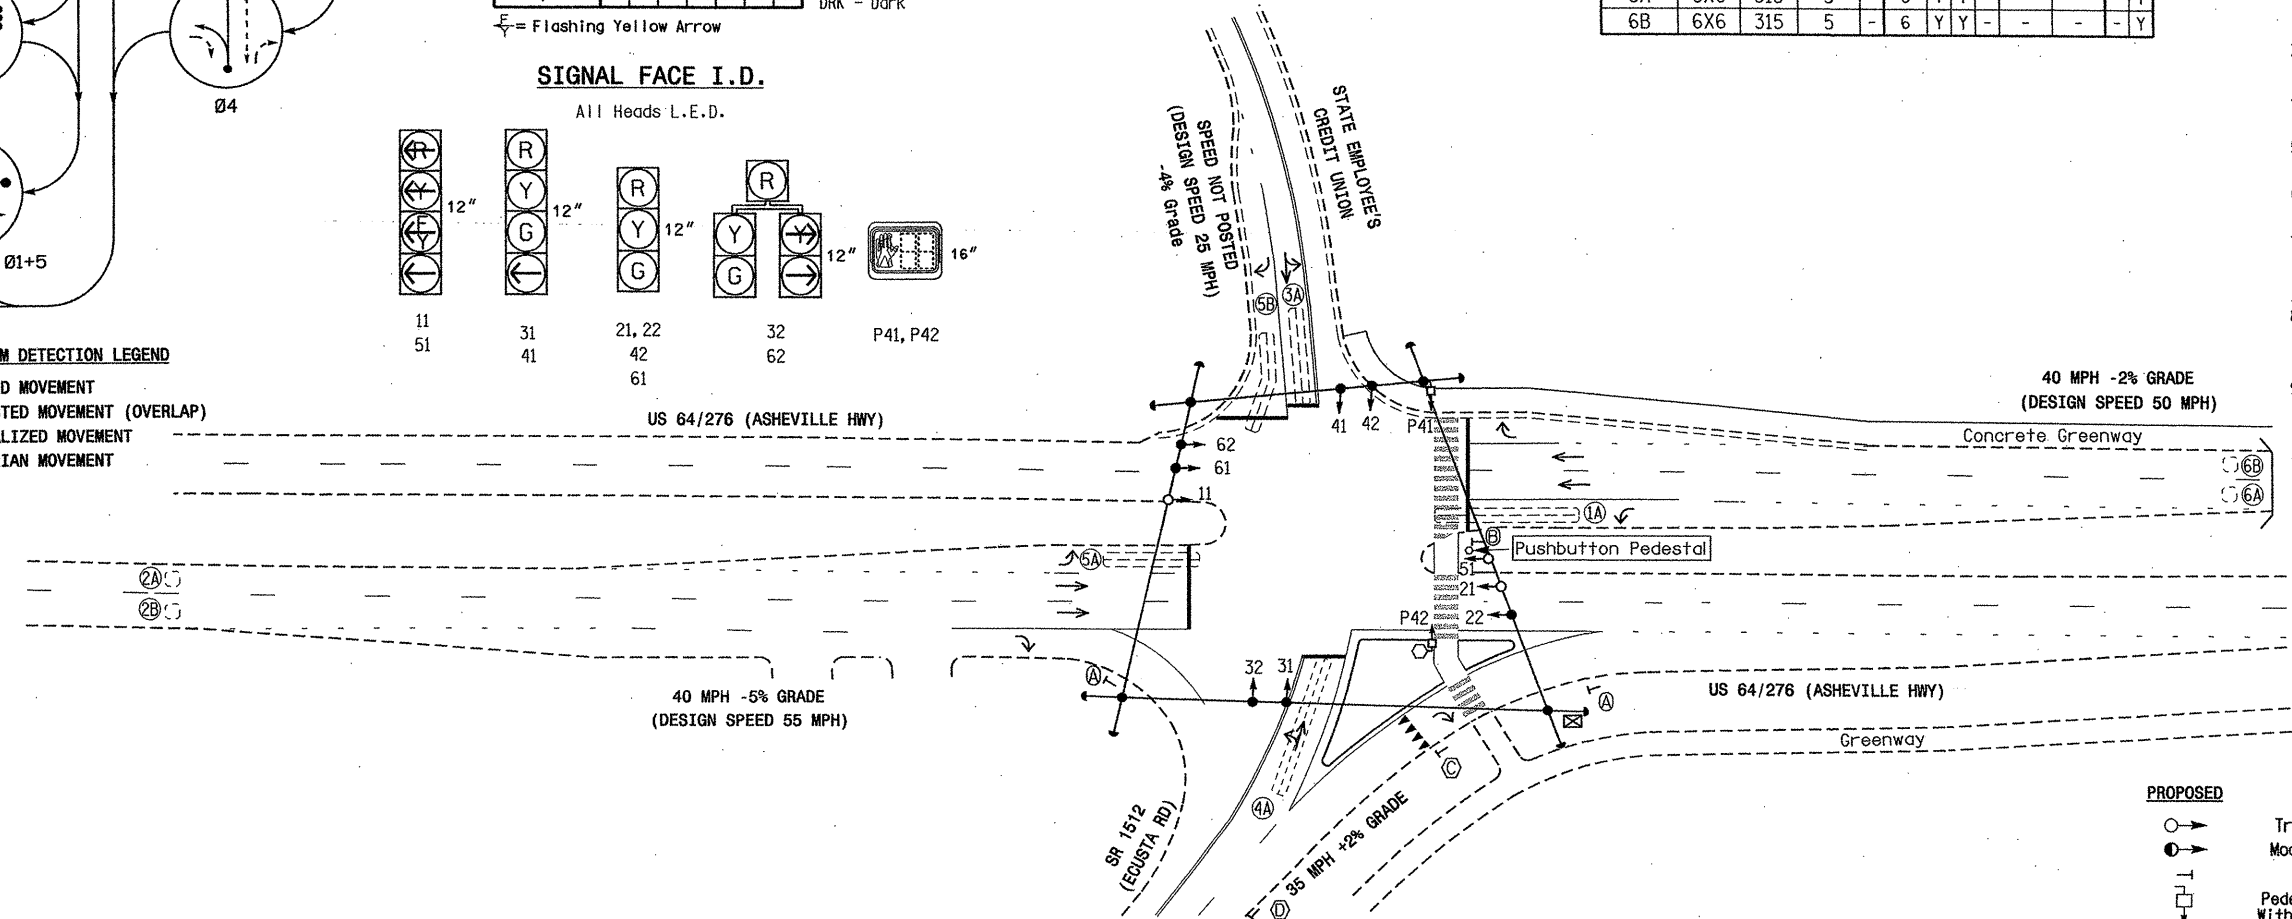 DRK - Dark
F
Y = Flashing Yellow Arrow
6B 6X6 315 5 - 6 Y Y - - - - Y
SIGNAL FACE I.D.
All Heads L.E.D.
Ø4
Ø1+5
R
Y
F
Y
12"
11
51
R
Y
G
12"
31
41
R
Y
G
12"
21, 22
42
61
R
Y Y
G
12"
32
62
16"
P41, P42
M DETECTION LEGEND
D MOVEMENT
TED MOVEMENT (OVERLAP)
LIZED MOVEMENT
IAN MOVEMENT
SPEED NOT POSTED
(DESIGN SPEED 25 MPH)
-4% Grade
STATE EMPLOYEE'S
CREDIT UNION
5B
3A
US 64/276 (ASHEVILLE HWY)
40 MPH -2% GRADE
(DESIGN SPEED 50 MPH)
Concrete Greenway
41
42
P41
62
61
11
6B
6A
1A
B
Pushbutton Pedestal
5A
2A
2B
51
21
22
P42
32
31
A
A
40 MPH -5% GRADE
(DESIGN SPEED 55 MPH)
US 64/276 (ASHEVILLE HWY)
Greenway
C
4A
SR 1512
(ECUSTA RD)
35 MPH +2% GRADE
D
PROPOSED
Tr
Mod
Pede
With